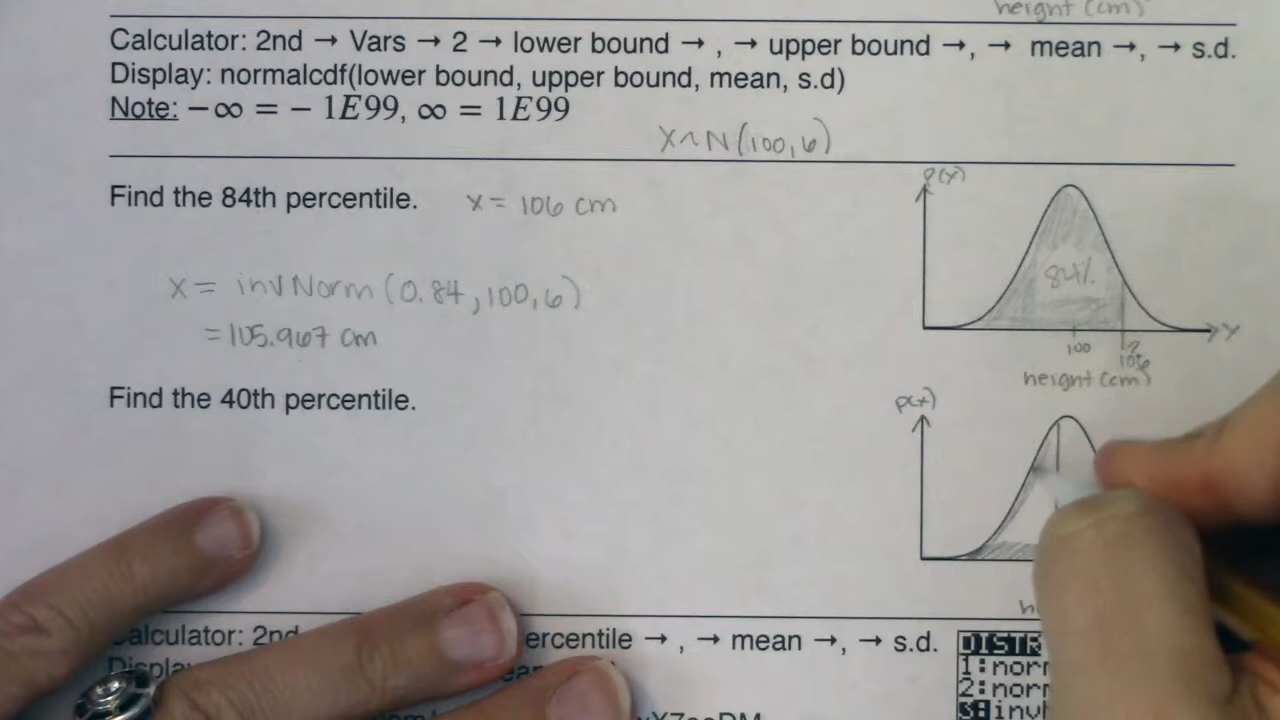 height (cm)
Calculator: 2nd → Vars → 2 → lower bound → , → upper bound →, → mean →, → s.d.
Display: normalcdf(lower bound, upper bound, mean, s.d)
Note: −∞ = − 1E99, ∞ = 1E99
X~N(100,6)
Find the 84th percentile. x = 106 cm
p(x)
84%
x = invNorm(0.84,100,6)
= 105.967 cm
x
100 ?
106
height (cm)
Find the 40th percentile.
p(x)
h
Calculator: 2nd ercentile → , → mean →, → s.d.
Display
DISTR
1:norm
2:norm
3:inv